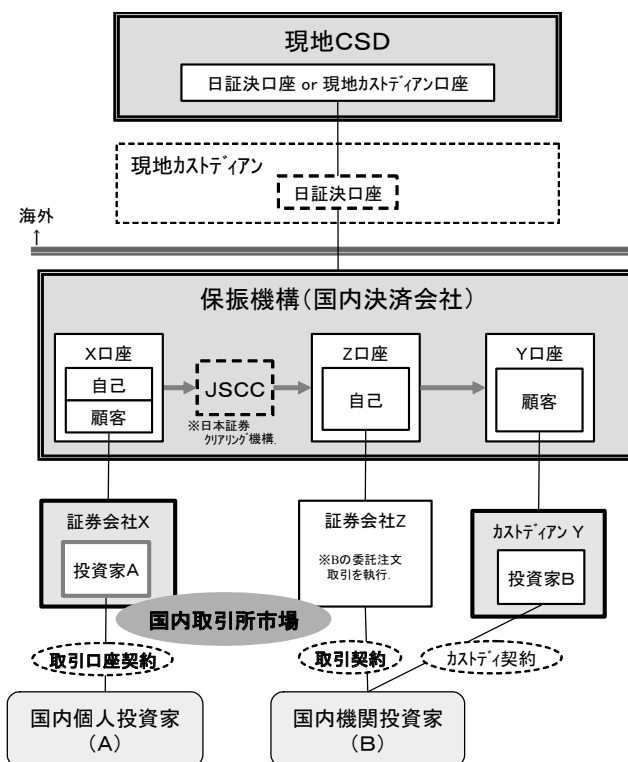 現地CSD
日証決口座 or 現地カストディアン口座
現地カストディアン
日証決口座
海外
↑
保振機構(国内決済会社)
X口座
自己
顧客
JSCC
※日本証券
クリアリング機構.
Z口座
自己
Y口座
顧客
証券会社X
投資家A
証券会社Z
※Bの委託注文
取引を執行.
カストディアン Y
投資家B
国内取引所市場
取引口座契約
取引契約
カストディ契約
国内個人投資家
(A)
国内機関投資家
(B)